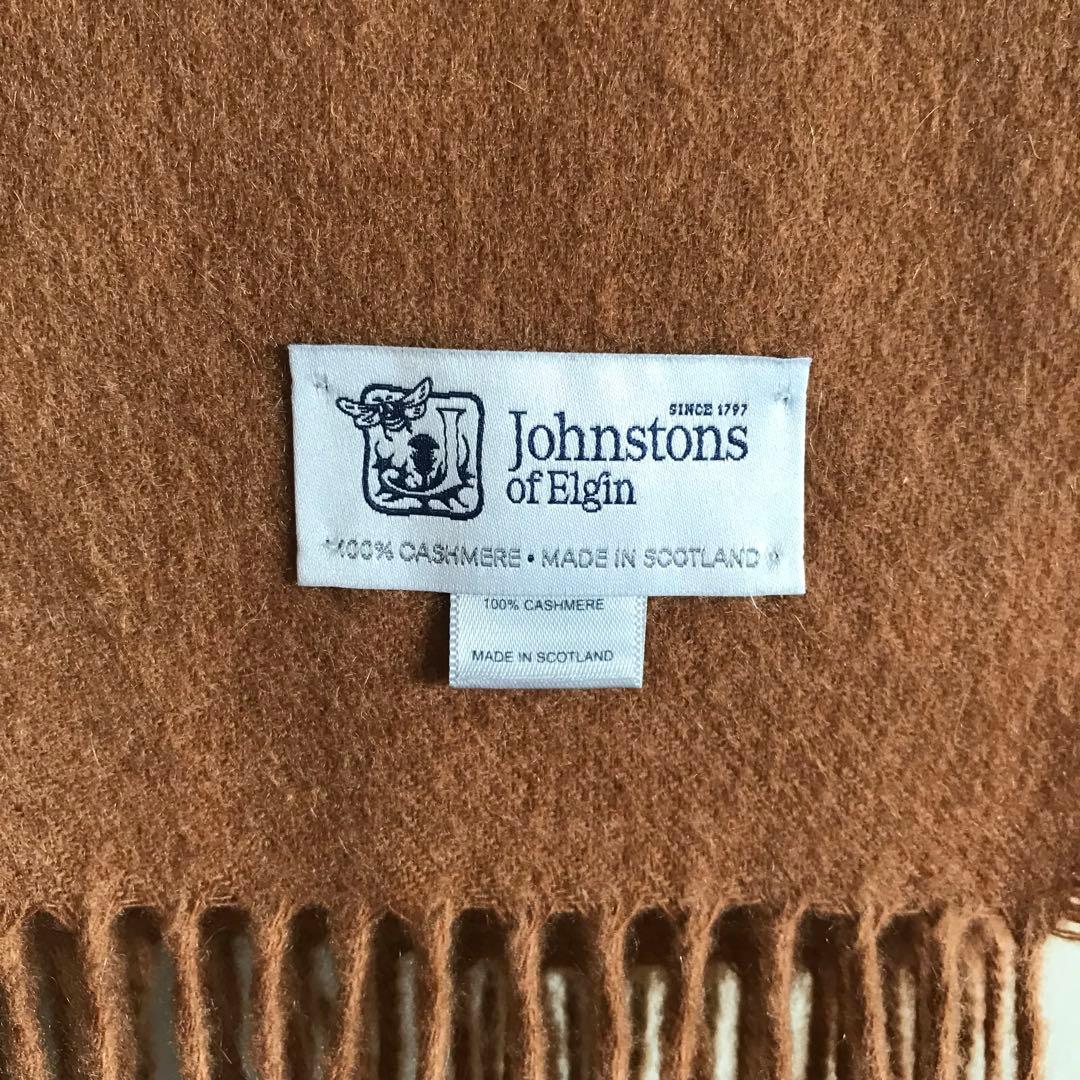 SINCE 1797
Johnstons
of Elgin
100% CASHMERE • MADE IN SCOTLAND
100% CASHMERE
MADE IN SCOTLAND